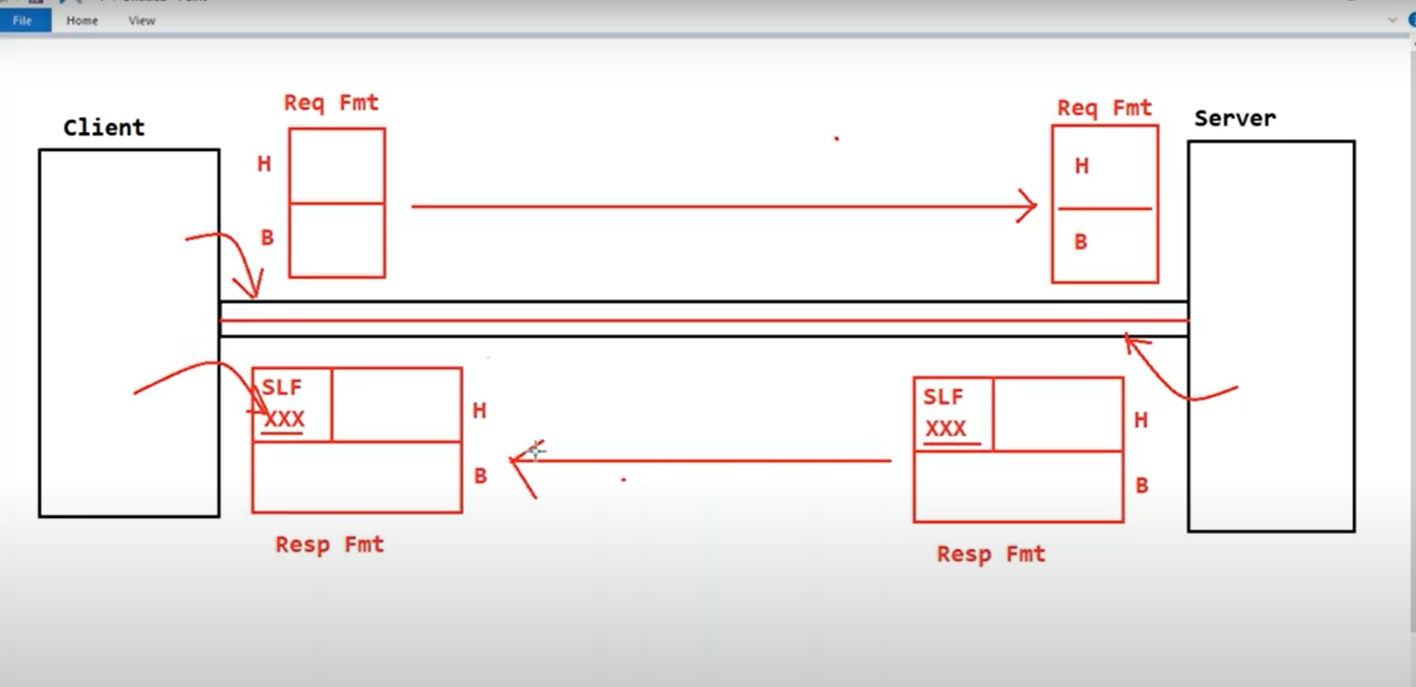 File Home View
Req Fmt
Req Fmt
Client
Server
H
H
B
B
SLF
XXX
H
B
SLF
XXX
H
B
Resp Fmt
Resp Fmt